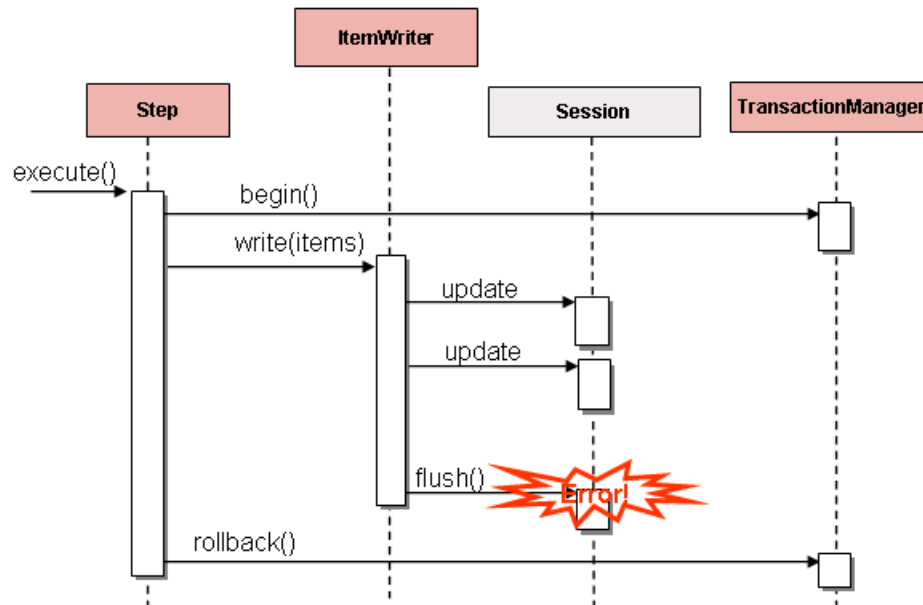 ItemWriter
Step
Session
TransactionManager
execute()
begin()
write(items)
update
update
flush()
Error!
rollback()